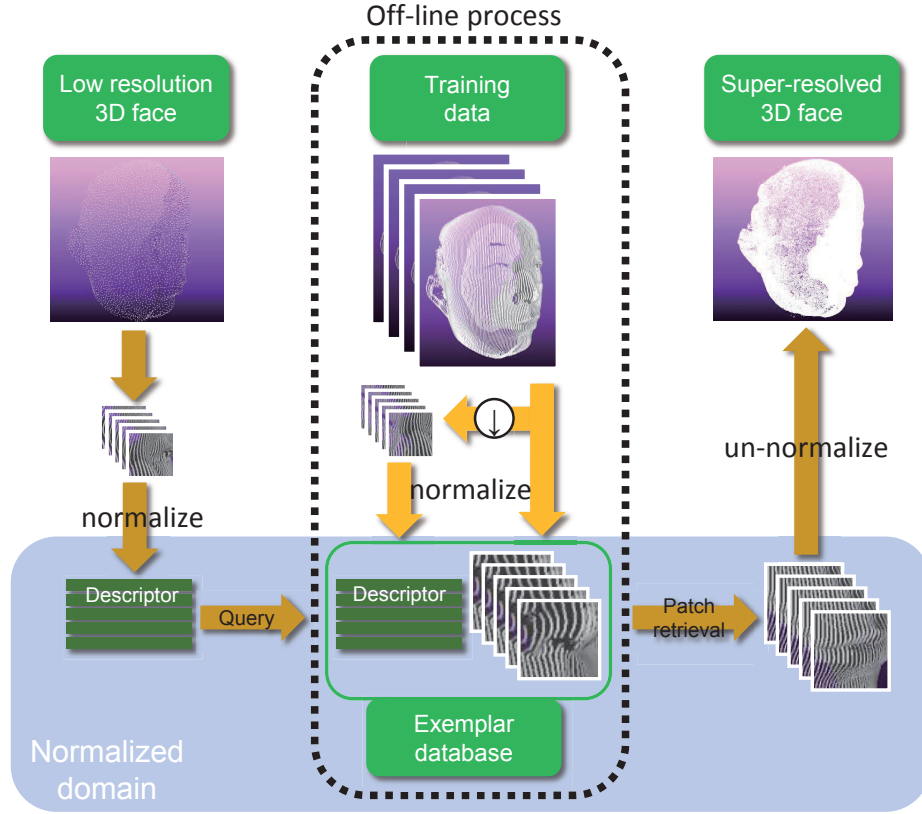 Off-line process
Low resolution
3D face
Training
data
Super-resolved
3D face
↓
normalize
normalize
un-normalize
Descriptor
Query
Descriptor
Patch
retrieval
Exemplar
database
Normalized
domain